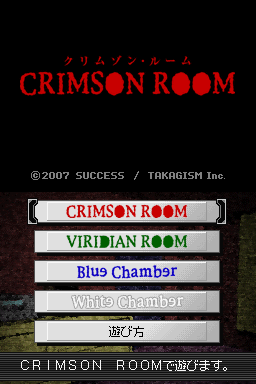 クリムゾン・ルーム
CRIMSON ROOM
©2007 SUCCESS / TAKAGISM Inc.
CRIMSON ROOM
VIRIDIAN ROOM
Blue Chamber
White Chamber
遊び方
ＣＲＩＭＳＯＮ　ＲＯＯＭで遊びます。